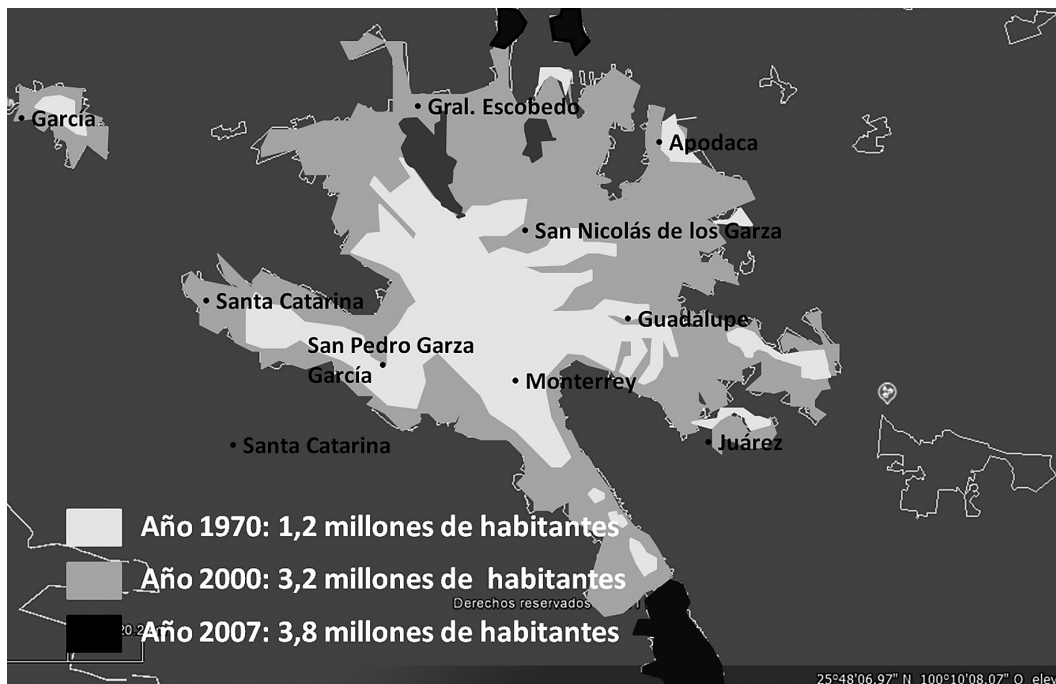 Gral. Escobedo
García
Apodaca
San Nicolás de los Garza
Santa Catarina
Guadalupe
San Pedro Garza
García
Monterrey
Juárez
Santa Catarina
Año 1970: 1,2 millones de habitantes
Año 2000: 3,2 millones de habitantes
Derechos reservados
Año 2007: 3,8 millones de habitantes
25°48'06.97" N 100°10'08.07" O elev